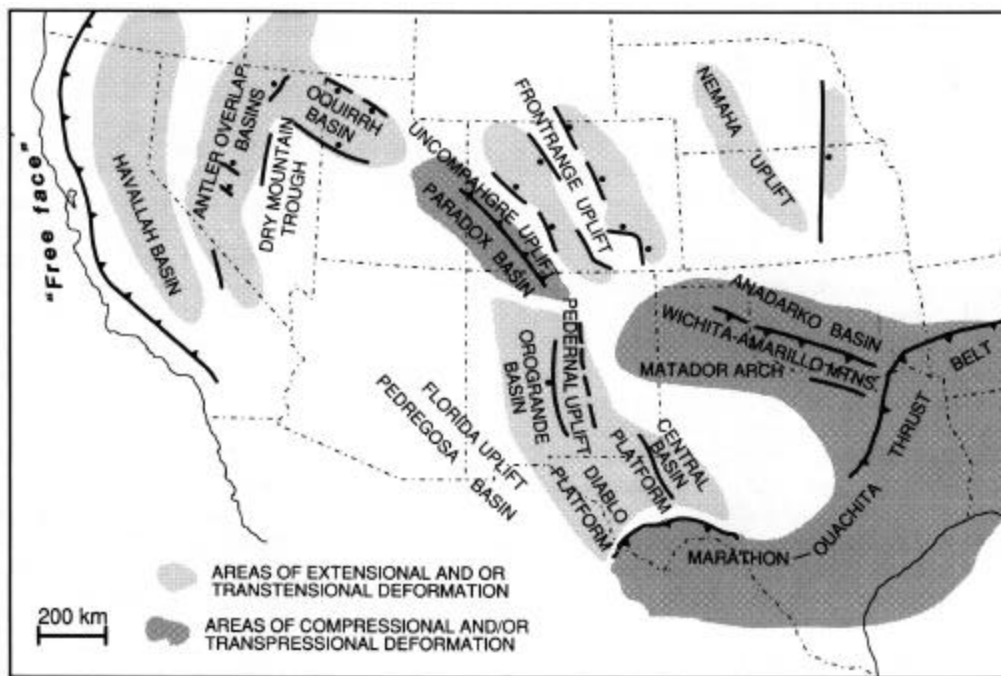 "Free face"
HAVALLAH BASIN
ANTLER OVERLAP
BASINS
DRY MOUNTAIN
TROUGH
OQUIRRH
BASIN
UNCOMPAHGRE UPLIFT
PARADOX BASIN
FRONTRANGE UPLIFT
NEMAHA
UPLIFT
ANADARKO BASIN
WICHITA-AMARILLO MTNS
MATADOR ARCH
BELT
THRUST
OUACHITA
MARATHON
PEDERNAL UPLIFT
OROGRANDE
BASIN
CENTRAL
BASIN
PLATFORM
DIABLO
PLATFORM
FLORIDA UPLIFT
PEDREGOSA
BASIN
AREAS OF EXTENSIONAL AND OR
TRANSTENSIONAL DEFORMATION
AREAS OF COMPRESSIONAL AND/OR
TRANSPRESSIONAL DEFORMATION
200 km